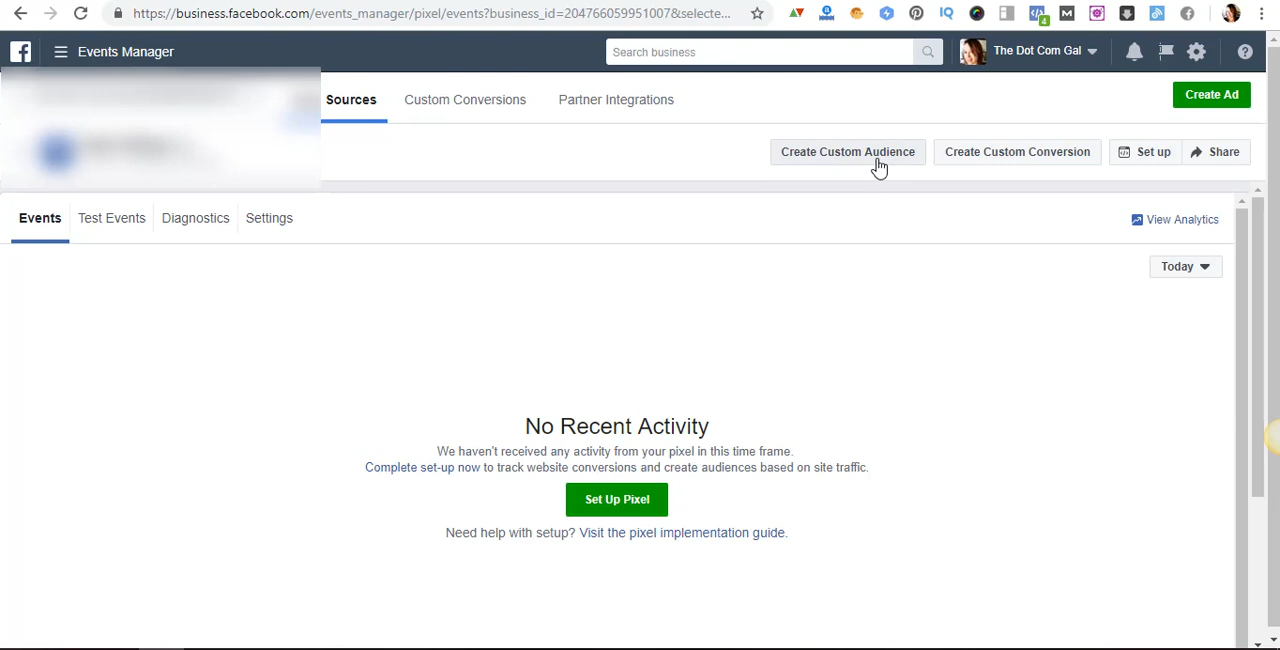 https://business.facebook.com/events_manager/pixel/events?business_id=204766059951007&selecte...
IQ
4
M
Events Manager
Search business
The Dot Com Gal
Sources
Custom Conversions
Partner Integrations
Create Ad
Create Custom Audience
Create Custom Conversion
Set up
Share
Events
Test Events
Diagnostics
Settings
View Analytics
Today
No Recent Activity
We haven't received any activity from your pixel in this time frame.
Complete set-up now to track website conversions and create audiences based on site traffic.
Set Up Pixel
Need help with setup? Visit the pixel implementation guide.